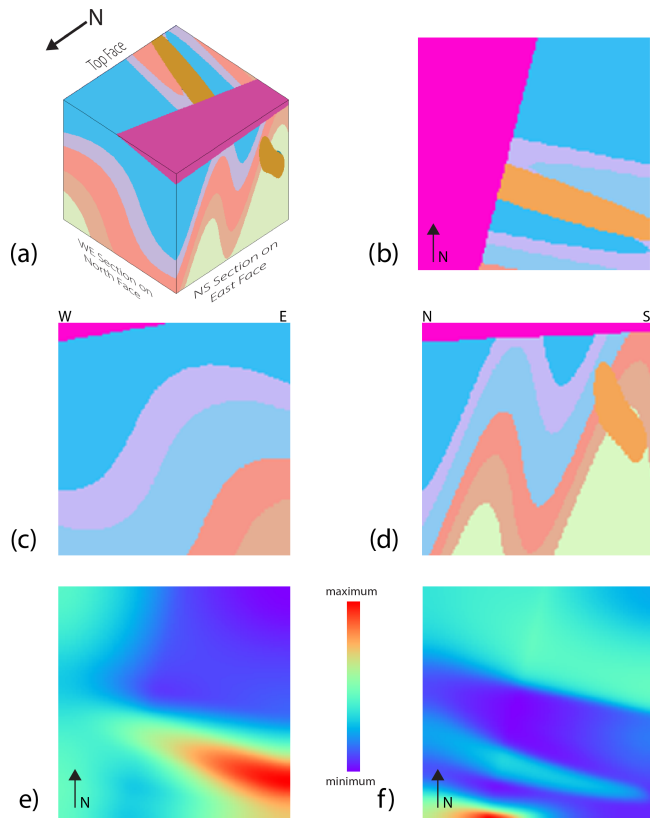 N
Top Face
(a)
WE Section on
North Face
NS Section on
East Face
(b)
N
W E
(c)
N S
(d)
maximum
minimum
e)
N
f)
N